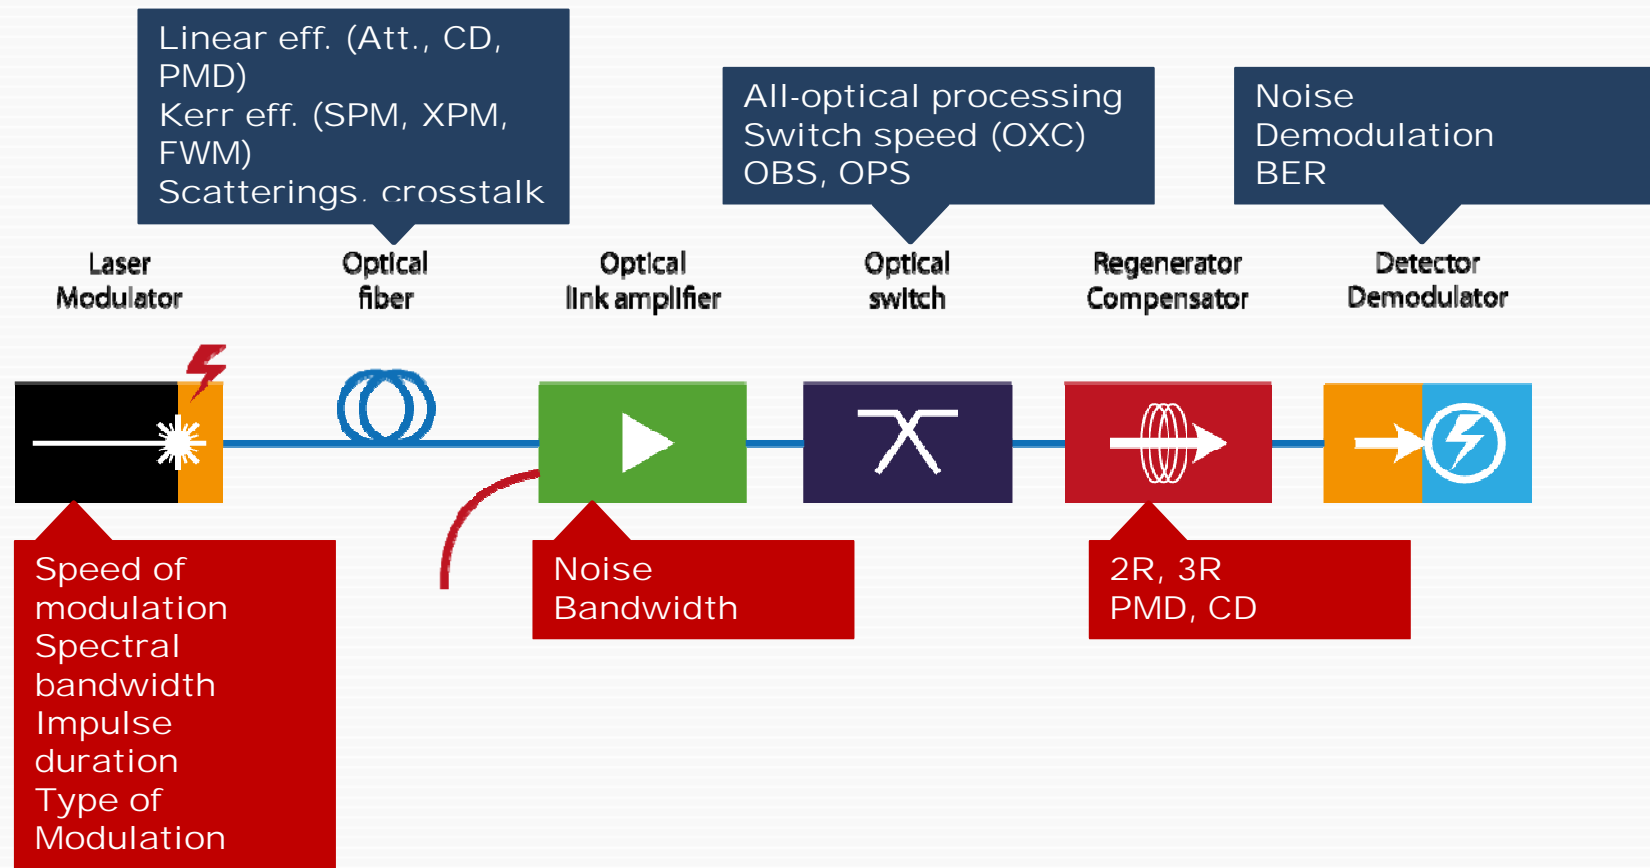 Linear eff. (Att., CD,
PMD)
Kerr eff. (SPM, XPM,
FWM)
Scatterings. crosstalk
All-optical processing
Switch speed (OXC)
OBS, OPS
Noise
Demodulation
BER
Laser
Modulator
Optical
fiber
Optical
link amplifier
Optical
switch
Regenerator
Compensator
Detector
Demodulator
Speed of
modulation
Spectral
bandwidth
Impulse
duration
Type of
Modulation
Noise
Bandwidth
2R, 3R
PMD, CD